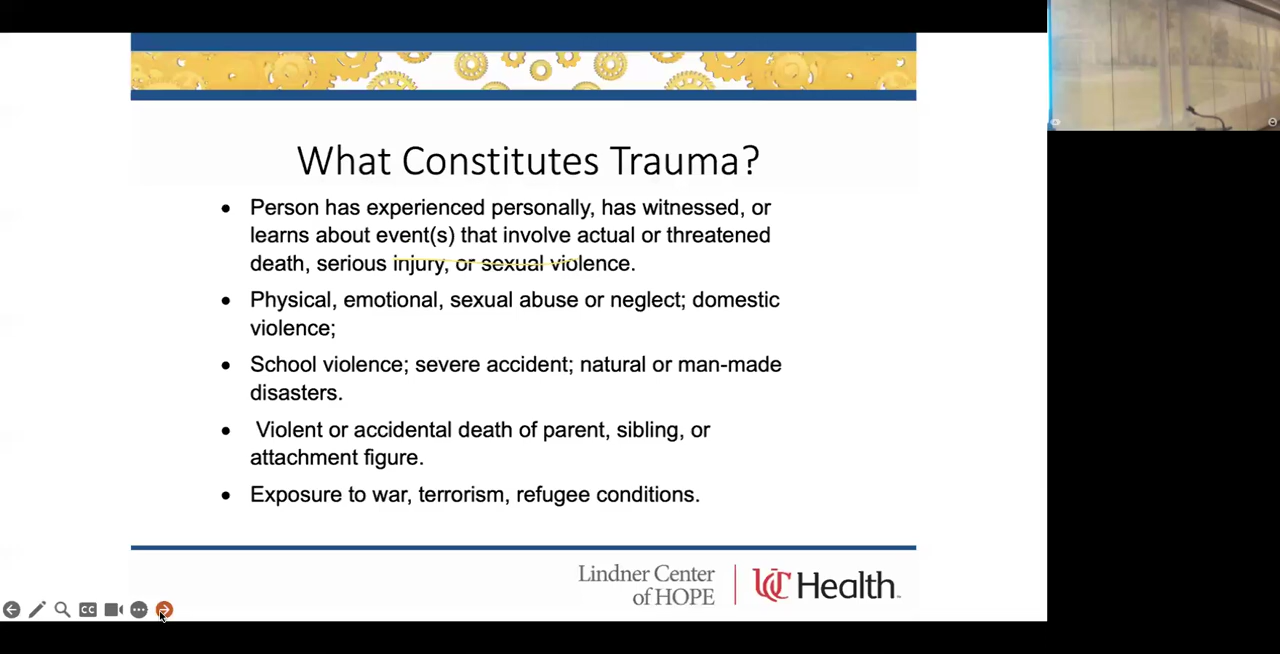 What Constitutes Trauma?
• Person has experienced personally, has witnessed, or
learns about event(s) that involve actual or threatened
death, serious injury, or sexual violence.
• Physical, emotional, sexual abuse or neglect; domestic
violence;
• School violence; severe accident; natural or man-made
disasters.
• Violent or accidental death of parent, sibling, or
attachment figure.
• Exposure to war, terrorism, refugee conditions.
Lindner Center
of HOPE
UC Health™
CC